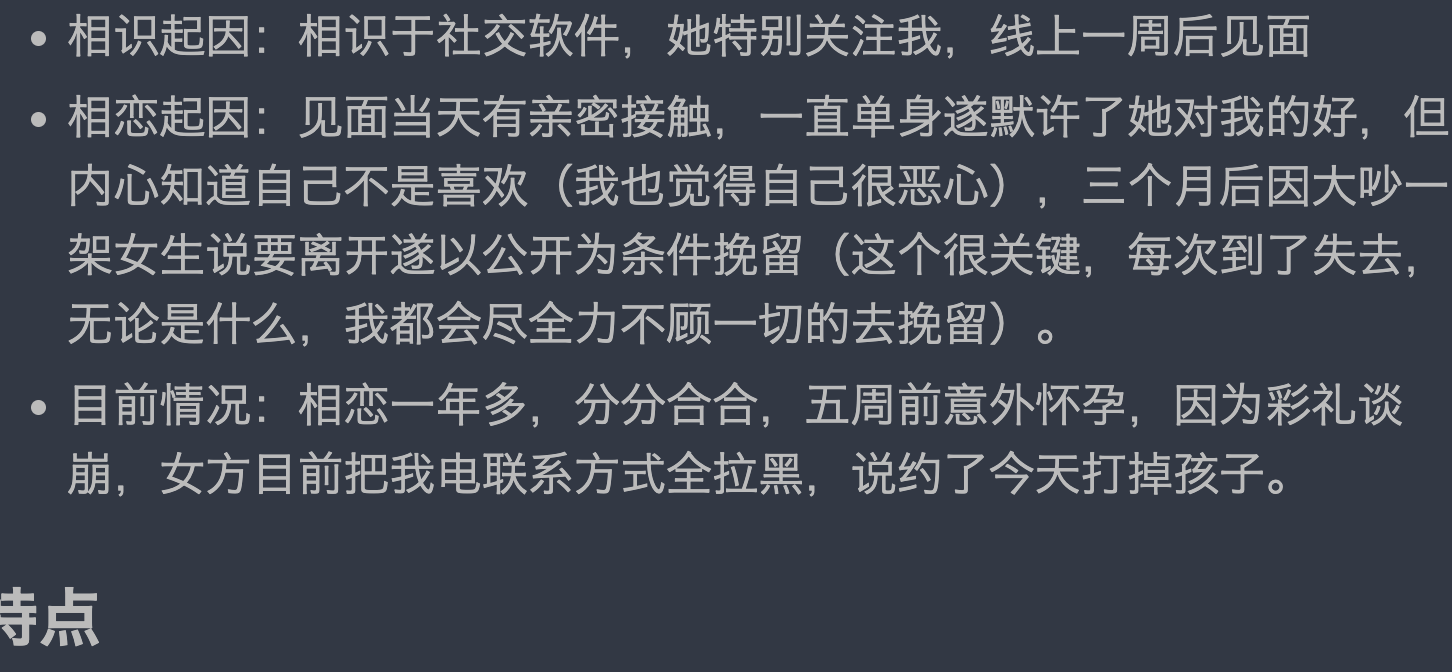 相识起因：相识于社交软件，她特别关注我，线上一周后见面
相恋起因：见面当天有亲密接触，一直单身遂默许了她对我的好，但
内心知道自己不是喜欢（我也觉得自己很恶心），三个月后因大吵一
架女生说要离开遂以公开为条件挽留（这个很关键，每次到了失去，
无论是什么，我都会尽全力不顾一切的去挽留）。
目前情况：相恋一年多，分分合合，五周前意外怀孕，因为彩礼谈
崩，女方目前把我电联系方式全拉黑，说约了今天打掉孩子。
特点